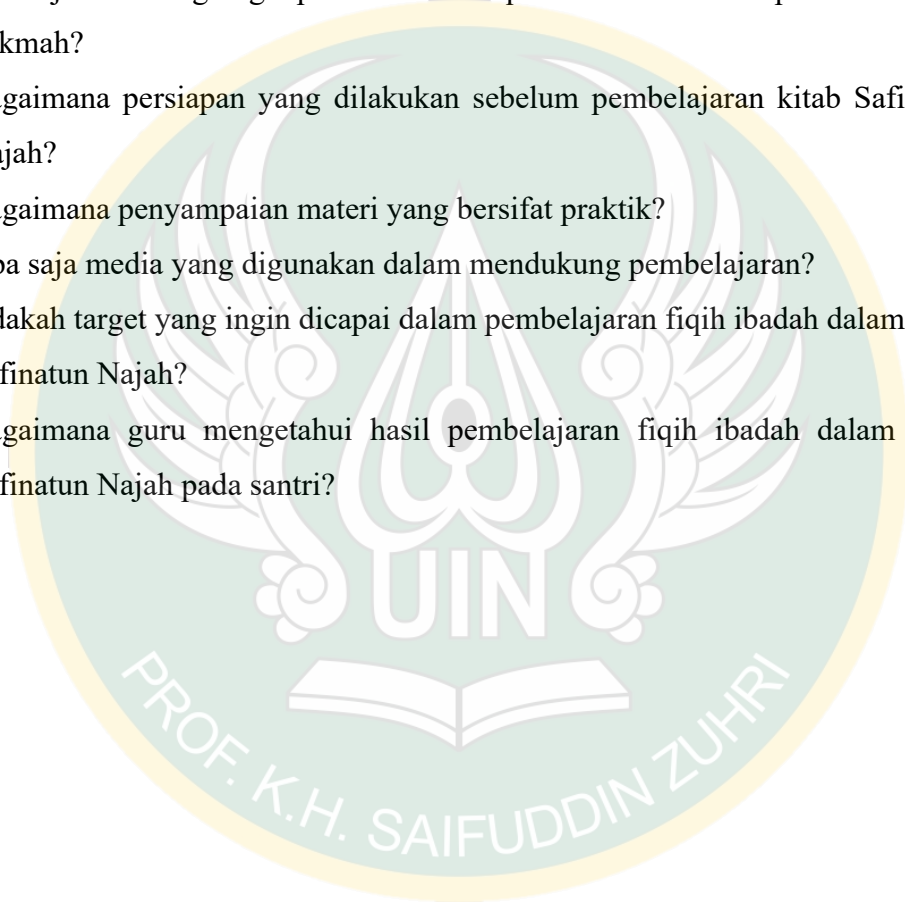 kmah?
gaimana persiapan yang dilakukan sebelum pembelajaran kitab Safi
jah?
gaimana penyampaian materi yang bersifat praktik?
pa saja media yang digunakan dalam mendukung pembelajaran?
dakah target yang ingin dicapai dalam pembelajaran fiqih ibadah dalam
finatun Najah?
gaimana guru mengetahui hasil pembelajaran fiqih ibadah dalam
finatun Najah pada santri?
UIN
PROF. K.H. SAIFUDDIN ZUHRI